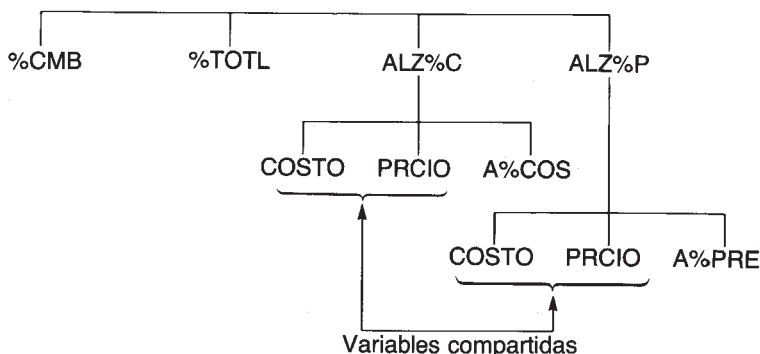 %CMB %TOTL ALZ%C ALZ%P
COSTO PRCIO A%COS
COSTO PRCIO A%PRE
Variables compartidas